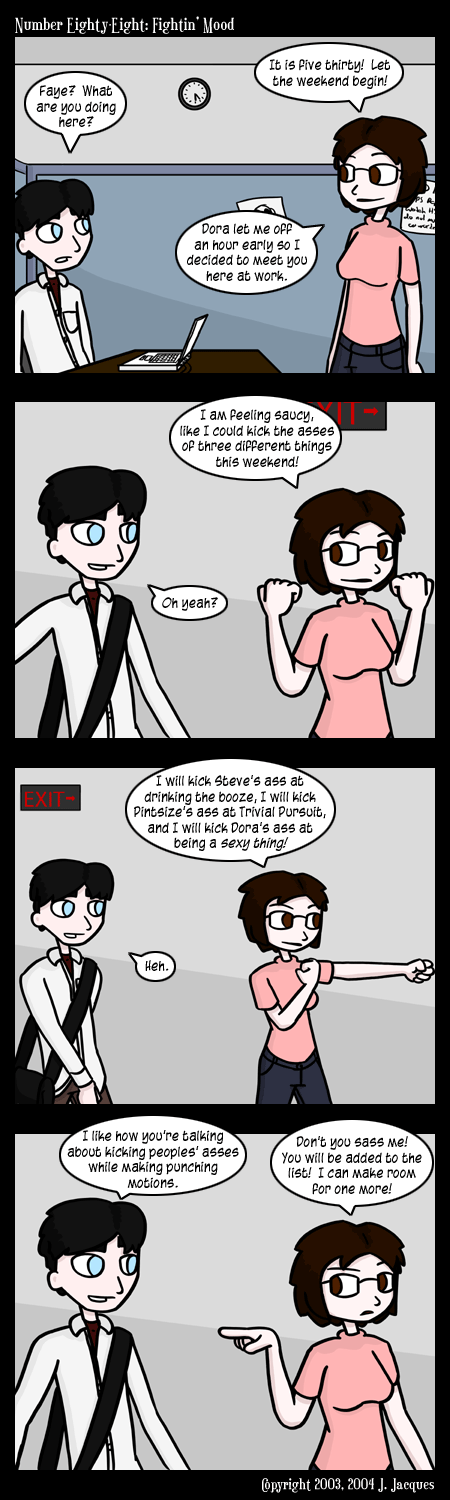 Number Eighty-Eight: Fightin' Mood
Faye? What
are you doing
here?
It is five thirty! Let
the weekend begin!
Dora let me off
an hour early so I
decided to meet you
here at work.
EXIT→
I am feeling saucy,
like I could kick the asses
of three different things
this weekend!
Oh yeah?
EXIT→
I will kick Steve's ass at
drinking the booze, I will kick
Pintsize's ass at Trivial Pursuit,
and I will kick Dora's ass at
being a sexy thing!
Heh.
I like how you're talking
about kicking peoples' asses
while making punching
motions.
Don't you sass me!
You will be added to the
list! I can make room
for one more!
Copyright 2003, 2004 J. Jacques